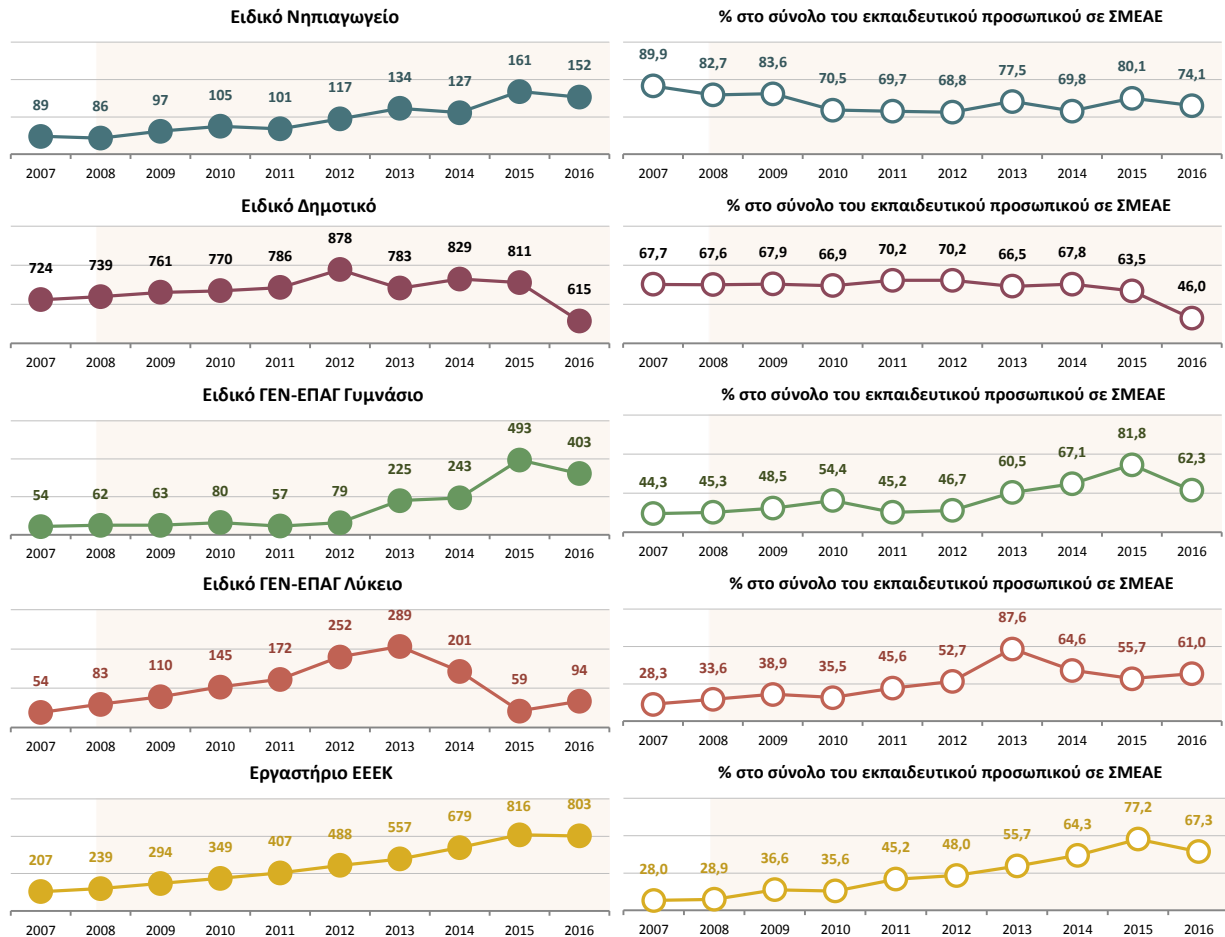 Ειδικό Νηπιαγωγείο
89 86 97 105 101 117 134 127 161 152
2007 2008 2009 2010 2011 2012 2013 2014 2015 2016
% στο σύνολο του εκπαιδευτικού προσωπικού σε ΣΜΕΑΕ
89,9 82,7 83,6 70,5 69,7 68,8 77,5 69,8 80,1 74,1
2007 2008 2009 2010 2011 2012 2013 2014 2015 2016
Ειδικό Δημοτικό
724 739 761 770 786 878 783 829 811 615
2007 2008 2009 2010 2011 2012 2013 2014 2015 2016
% στο σύνολο του εκπαιδευτικού προσωπικού σε ΣΜΕΑΕ
67,7 67,6 67,9 66,9 70,2 70,2 66,5 67,8 63,5 46,0
2007 2008 2009 2010 2011 2012 2013 2014 2015 2016
Ειδικό ΓΕΝ-ΕΠΑΓ Γυμνάσιο
54 62 63 80 57 79 225 243 493 403
2007 2008 2009 2010 2011 2012 2013 2014 2015 2016
% στο σύνολο του εκπαιδευτικού προσωπικού σε ΣΜΕΑΕ
44,3 45,3 48,5 54,4 45,2 46,7 60,5 67,1 81,8 62,3
2007 2008 2009 2010 2011 2012 2013 2014 2015 2016
Ειδικό ΓΕΝ-ΕΠΑΓ Λύκειο
54 83 110 145 172 252 289 201 59 94
2007 2008 2009 2010 2011 2012 2013 2014 2015 2016
% στο σύνολο του εκπαιδευτικού προσωπικού σε ΣΜΕΑΕ
28,3 33,6 38,9 35,5 45,6 52,7 87,6 64,6 55,7 61,0
2007 2008 2009 2010 2011 2012 2013 2014 2015 2016
Εργαστήριο ΕΕΕΚ
207 239 294 349 407 488 557 679 816 803
2007 2008 2009 2010 2011 2012 2013 2014 2015 2016
% στο σύνολο του εκπαιδευτικού προσωπικού σε ΣΜΕΑΕ
28,0 28,9 36,6 35,6 45,2 48,0 55,7 64,3 77,2 67,3
2007 2008 2009 2010 2011 2012 2013 2014 2015 2016